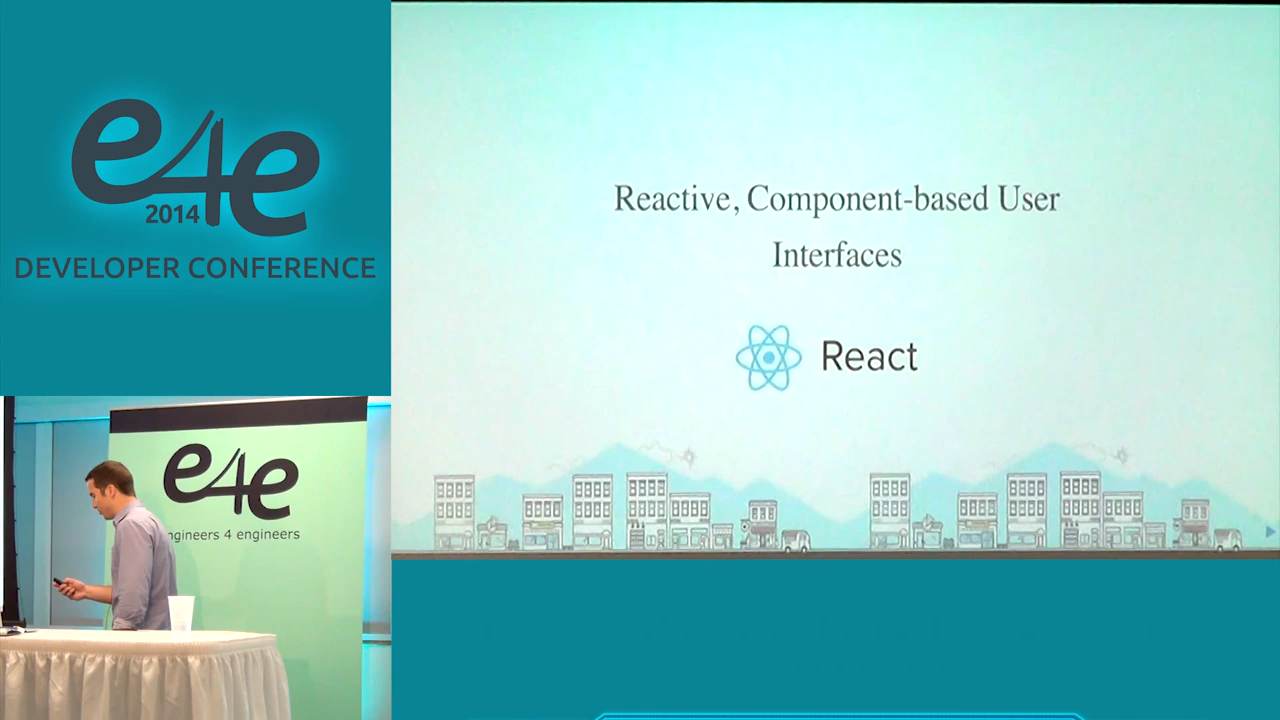 e4e
2014
DEVELOPER CONFERENCE
Reactive, Component-based User
Interfaces
React
e4e
ngineers 4 engineers